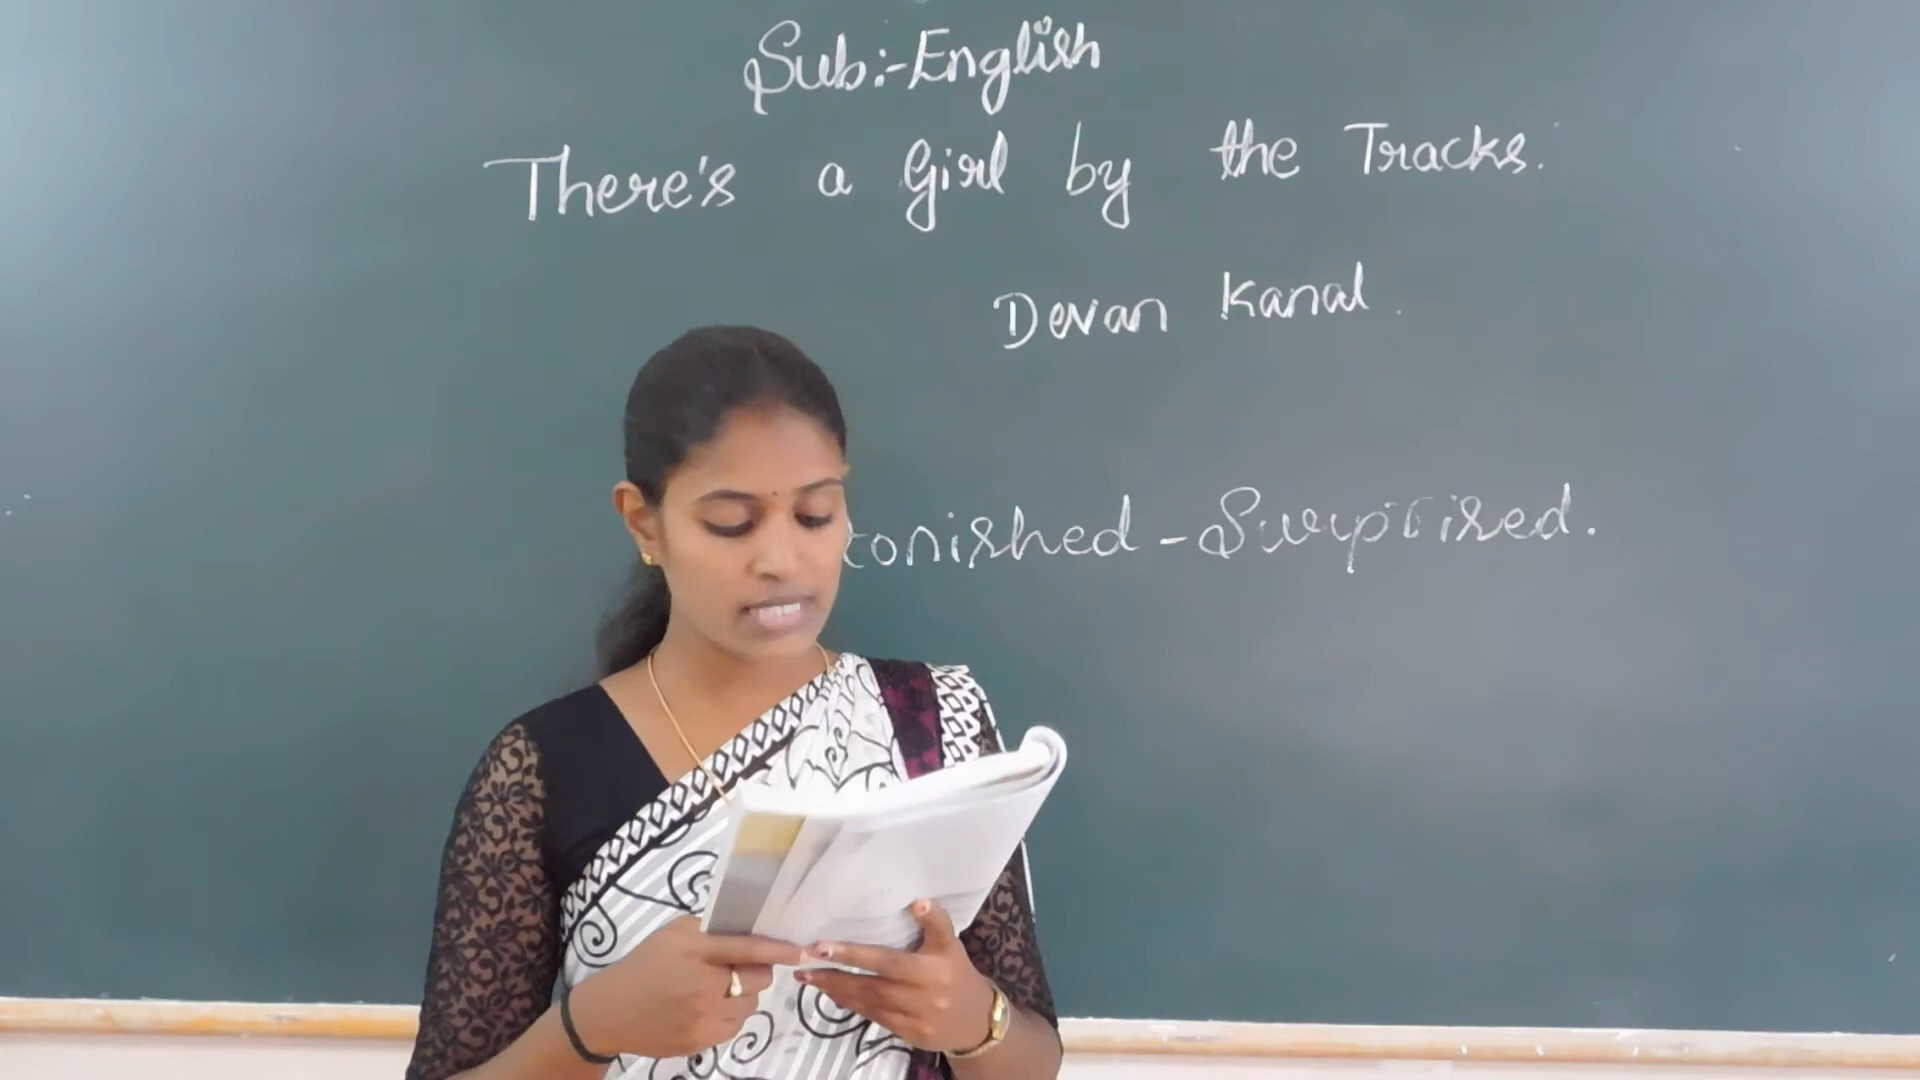 Sub:-English
There's a Girl by the Tracks.
Devan Kanal.
tonished - Surprised.